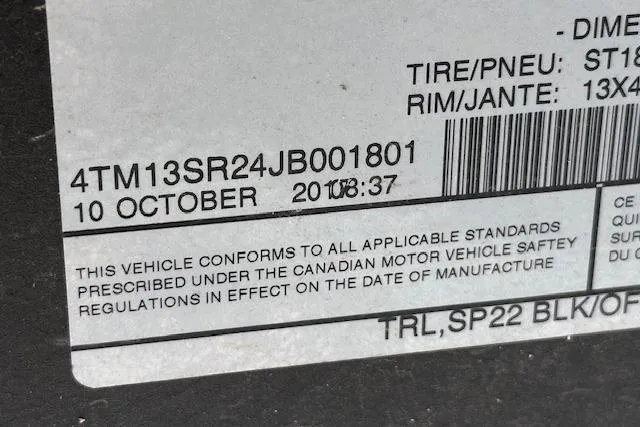 - DIME
TIRE/PNEU: ST18
RIM/JANTE: 13X4
4TM13SR24JB001801
10 OCTOBER :37
THIS VEHICLE CONFORMS TO ALL APPLICABLE STANDARDS
PRESCRIBED UNDER THE CANADIAN MOTOR VEHICLE SAFTEY
REGULATIONS IN EFFECT ON THE DATE OF MANUFACTURE
CE
QUI
SUR
DU C
TRL,SP22 BLK/OF